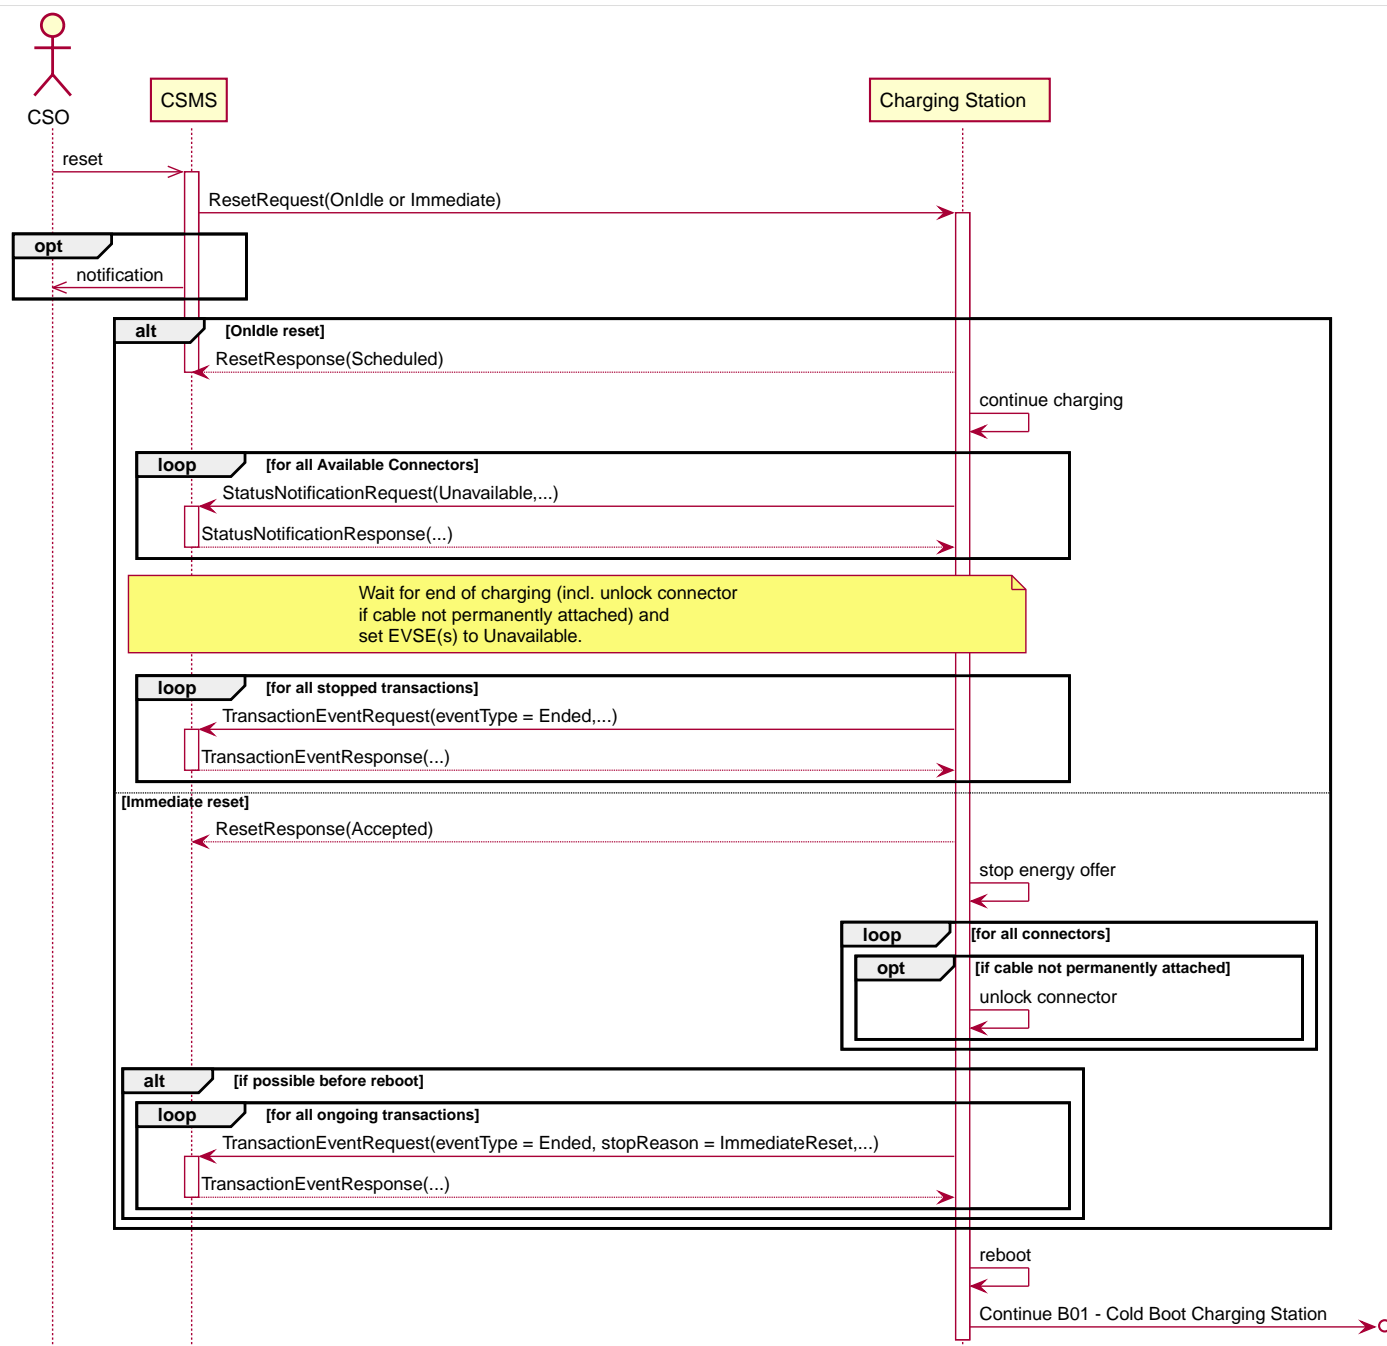 CSO
CSMS
Charging Station
reset
ResetRequest(OnIdle or Immediate)
opt
notification
alt [OnIdle reset]
ResetResponse(Scheduled)
continue charging
loop [for all Available Connectors]
StatusNotificationRequest(Unavailable,...)
StatusNotificationResponse(...)
Wait for end of charging (incl. unlock connector
if cable not permanently attached) and
set EVSE(s) to Unavailable.
loop [for all stopped transactions]
TransactionEventRequest(eventType = Ended,...)
TransactionEventResponse(...)
[Immediate reset]
ResetResponse(Accepted)
stop energy offer
loop [for all connectors]
opt [if cable not permanently attached]
unlock connector
alt [if possible before reboot]
loop [for all ongoing transactions]
TransactionEventRequest(eventType = Ended, stopReason = ImmediateReset,...)
TransactionEventResponse(...)
reboot
Continue B01 - Cold Boot Charging Station